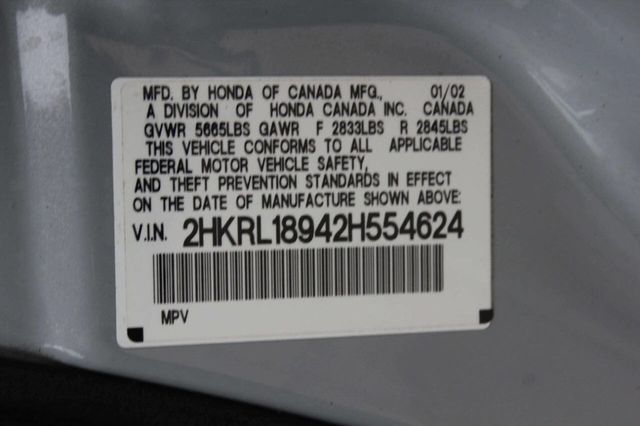 MFD. BY HONDA OF CANADA MFG., 01/02
A DIVISION OF HONDA CANADA INC. CANADA
GVWR 5665LBS GAWR F 2833LBS R 2845LBS
THIS VEHICLE CONFORMS TO ALL APPLICABLE
FEDERAL MOTOR VEHICLE SAFETY,
AND THEFT PREVENTION STANDARDS IN EFFECT
ON THE DATE OF MANUFACTURE SHOWN ABOVE.
V.I.N. 2HKRL18942H554624
MPV